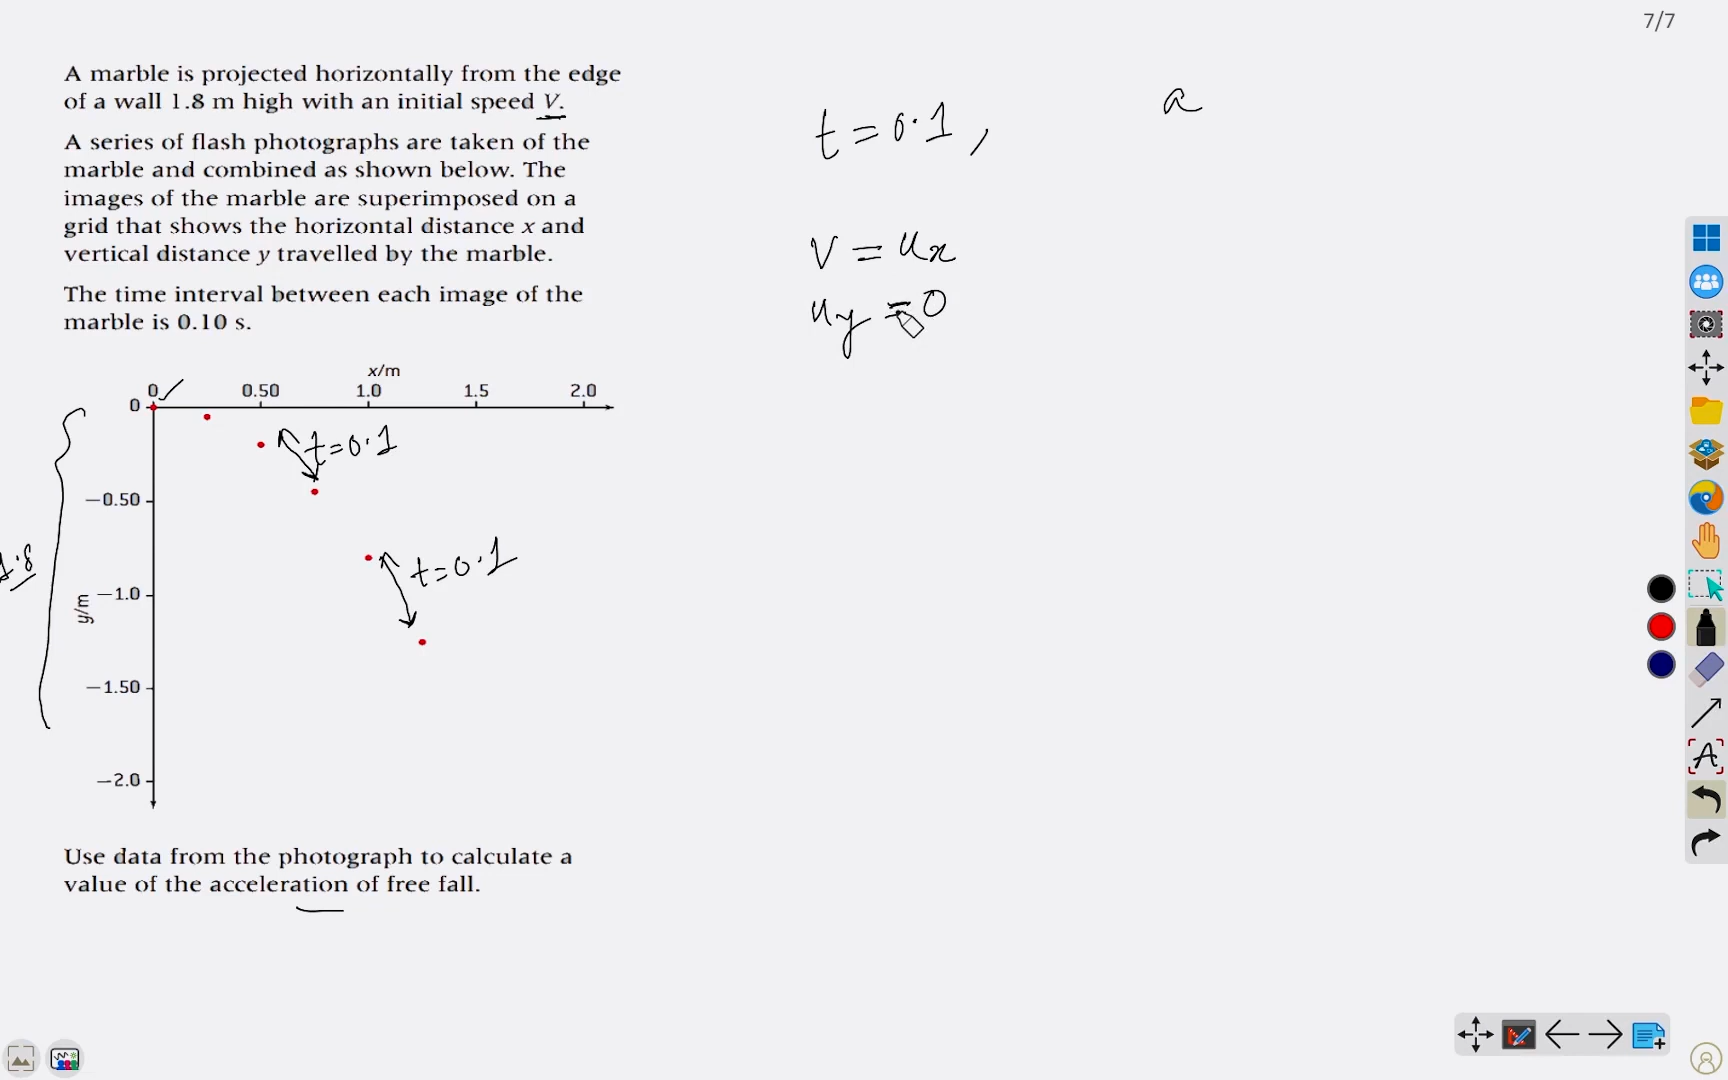 7/7
A marble is projected horizontally from the edge
of a wall 1.8 m high with an initial speed V.
A series of flash photographs are taken of the
marble and combined as shown below. The
images of the marble are superimposed on a
grid that shows the horizontal distance x and
vertical distance y travelled by the marble.
The time interval between each image of the
marble is 0.10 s.
t = 0.1 ,
a
V = ux
uy = 0
x/m
0 0.50 1.0 1.5 2.0
0
t=0.1
−0.50
t=0.1
1.8
−1.0
y/m
−1.50
−2.0
Use data from the photograph to calculate a
value of the acceleration of free fall.
A